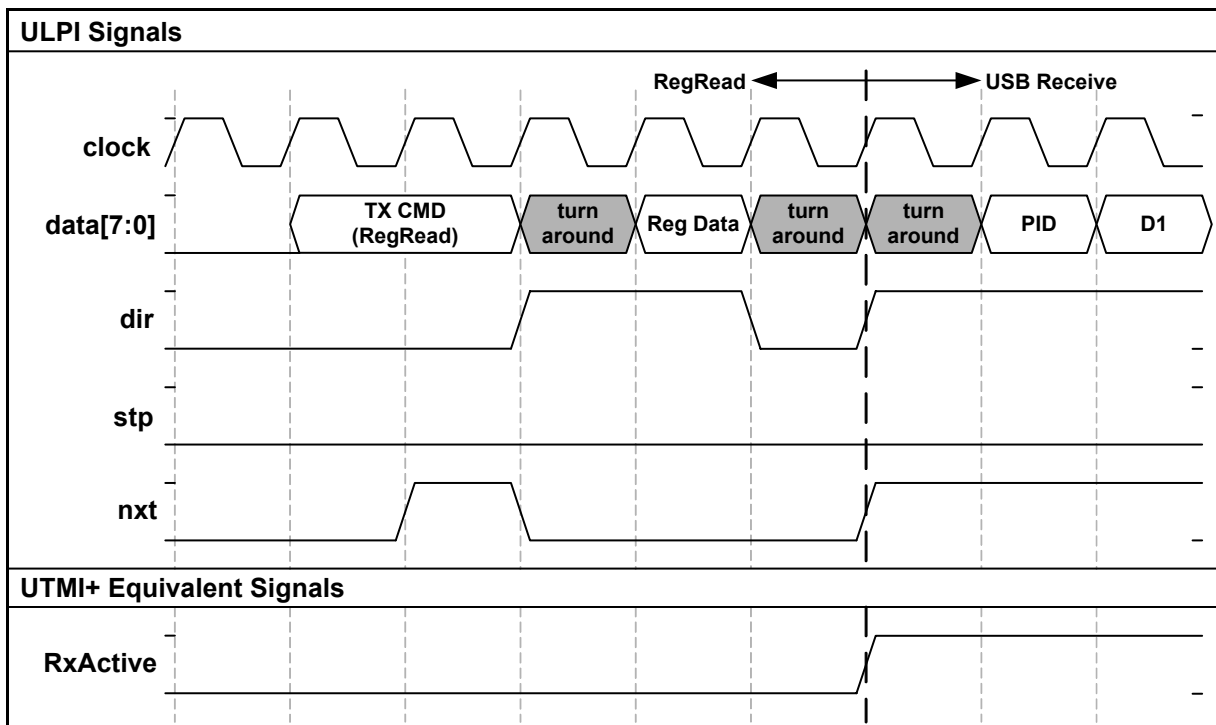 ULPI Signals
RegRead
USB Receive
clock
data[7:0]
TX CMD
(RegRead)
turn
around
Reg Data
turn
around
turn
around
PID
D1
dir
stp
nxt
UTMI+ Equivalent Signals
RxActive